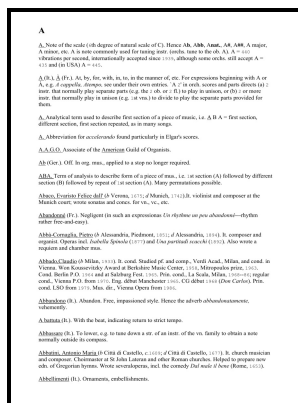 A
A. Note of the scale (6th degree of natural scale of C). Hence Ab, Abb, Anat., A#, A##, A major,
A minor, etc. A is note commonly used for tuning instr. (orchs. tune to the ob. A). A = 440
vibrations per second, internationally accepted since 1939, although some orchs. still accept A =
435 and (in USA) A = 445.
A (It.), À (Fr.). At, by, for, with, in, to, in the manner of, etc. For expressions beginning with A or
À, e.g. a cappella, a tempo, see under their own entries. 'A 2' in orch. scores and parts directs (a) 2
instr. that normally play separate parts (e.g. the 2 ob. or 2 fl.) to play in unison, or (b) 2 or more
instr. that normally play in unison (e.g. 1st vns.) to divide to play the separate parts provided for
them.
A. Analytical term used to describe first section of a piece of music, i.e. A B A = first section,
different section, first section repeated, as in many songs.
A. Abbreviation for accelerando found particularly in Elgar's scores.
A.A.G.O. Associate of the American Guild of Organists.
Ab (Ger.). Off. In org. mus., applied to a stop no longer required.
ABA. Term of analysis to describe form of a piece of mus., i.e. 1st section (A) followed by different
section (B) followed by repeat of 1st section (A). Many permutations possible.
Abaco, Evaristo Felice dall' (b Verona, 1675; d Munich, 1742).It. violinist and composer at the
Munich court; wrote sonatas and concs. for vn., vc., etc.
Abandonné (Fr.). Negligent (in such an expressionas Un rhythme un peu abandonné—rhythm
rather free-and-easy).
Abbà-Cornaglia, Pietro (b Alessandria, Piedmont, 1851; d Alessandria, 1894). It. composer and
organist. Operas incl. Isabella Spinola (1877) and Una partita di scacchi (1892). Also wrote a
requiem and chamber mus.
Abbado, Claudio (b Milan, 1933). It. cond. Studied pf. and comp. Verdi Acad., Milan, and cond. in
Vienna. Won Koussevitzky Award at Berkshire Music Center, 1958, Mitropoulos prize, 1963.
Cond. Berlin P.O. 1964 and at Salzburg Fest. 1965. Prin. cond., La Scala, Milan, 1968–86; regular
cond., Vienna P.O. from 1970. Eng. début Manchester 1965. CG début 1968 (Don Carlos). Prin.
cond. LSO from 1979. Mus. dir., Vienna Opera from 1986.
Abbandono (It.). Abandon. Free, impassioned style. Hence the adverb abbandonatamente,
vehemently.
A battuta (It.). With the beat, indicating return to strict tempo.
Abbassare (It.). To lower, e.g. to tune down a str. of an instr. of the vn. family to obtain a note
normally outside its compass.
Abbatini, Antonio Maria (b Città di Castello, c.1609; d Città di Castello, 1677). It. church musician
and composer. Choirmaster at St John Lateran and other Roman churches. Helped to prepare new
edn. of Gregorian hymns. Wrote severaloperas, incl. the comedy Dal male il bene (Rome, 1653).
Abbellimenti (It.). Ornaments, embellishments.